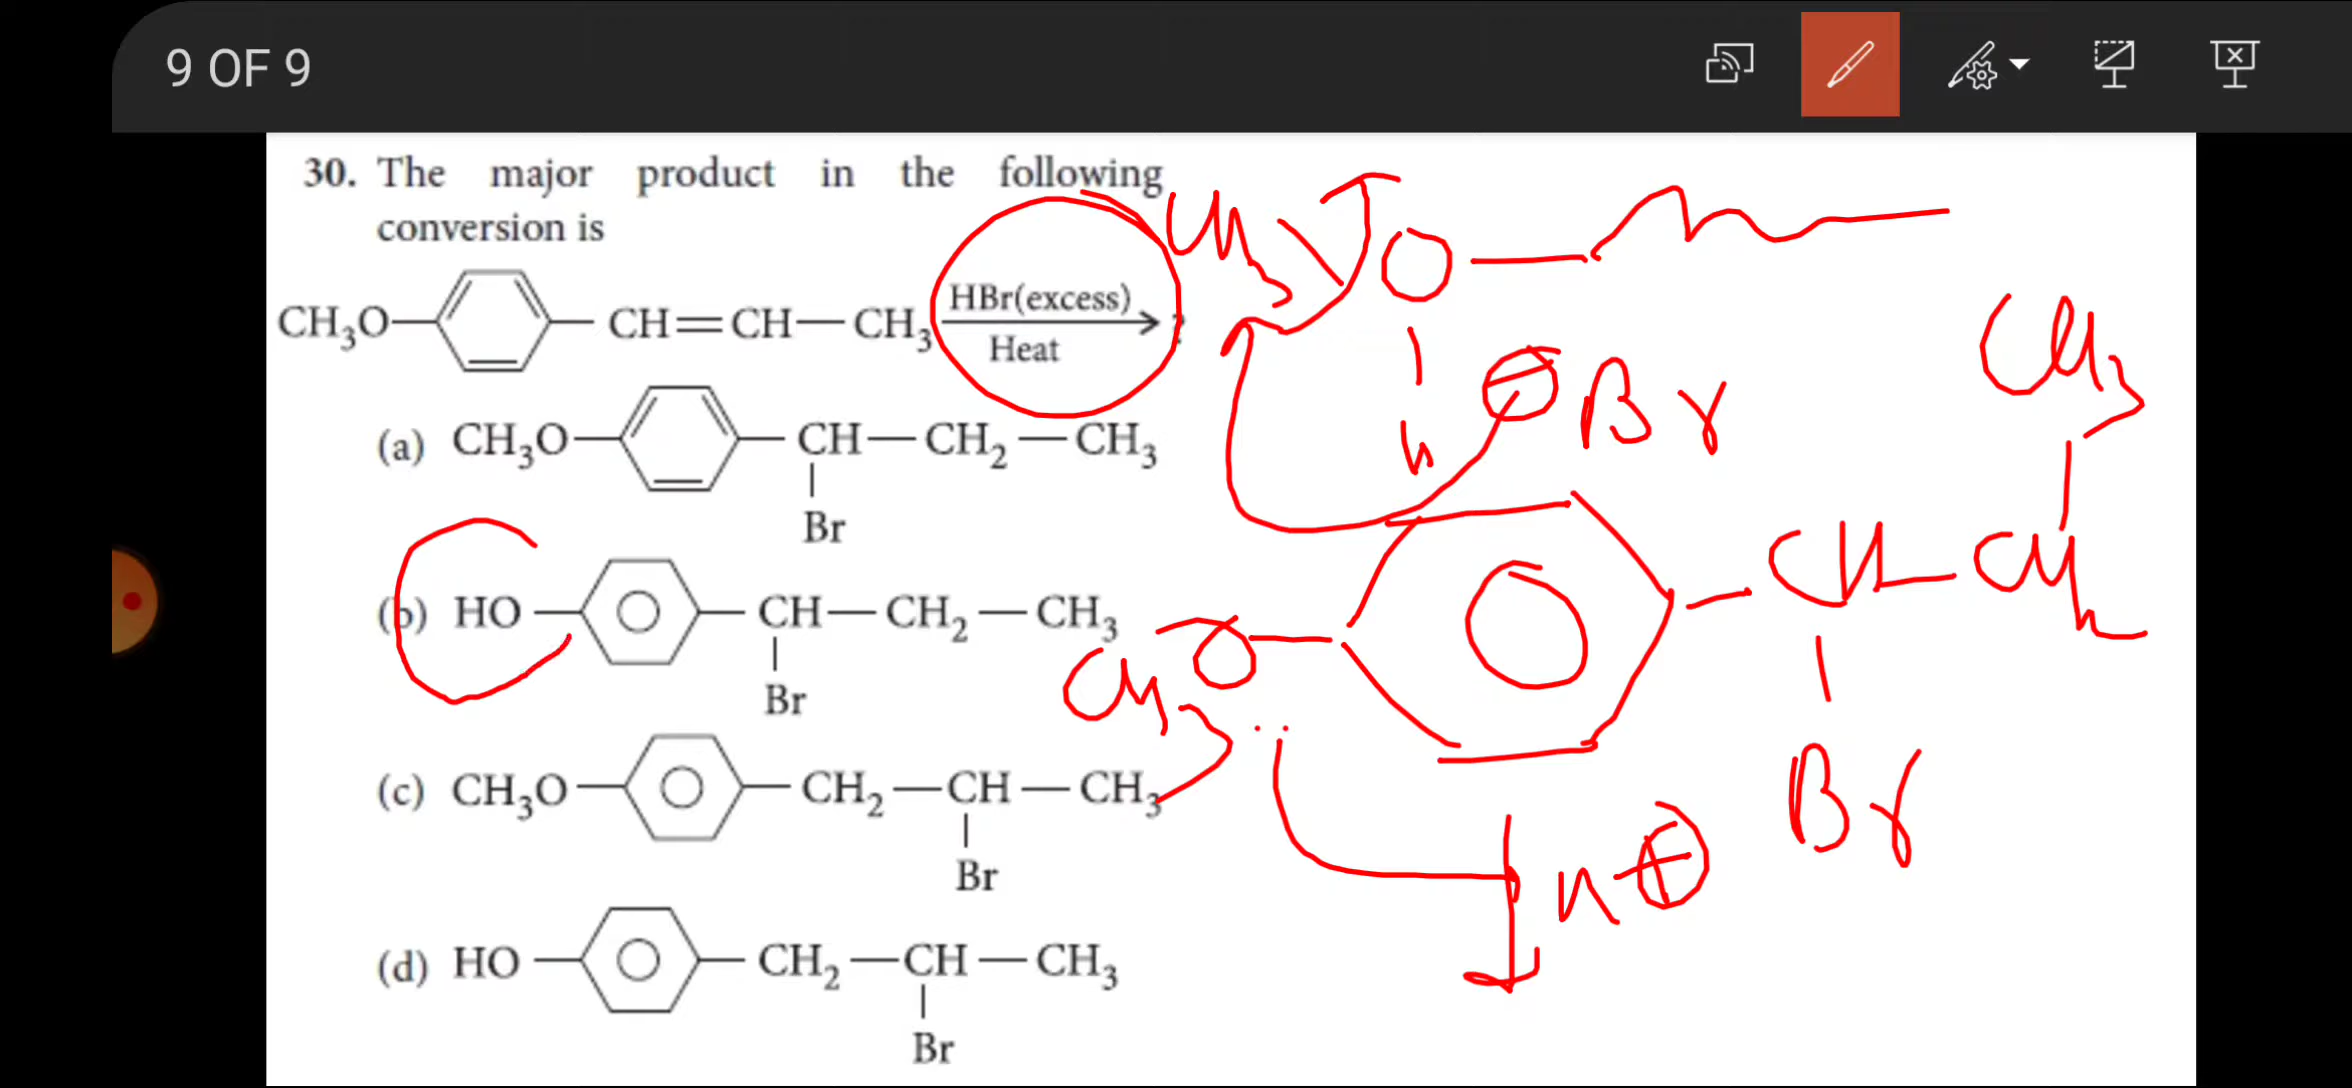 9 OF 9
30. The major product in the following
conversion is
CH₃O CH=CH—CH₃ HBr(excess) Heat ?
(a) CH₃O CH—CH₂—CH₃
Br
(b) HO CH—CH₂—CH₃
Br
(c) CH₃O CH₂—CH—CH₃
Br
(d) HO CH₂—CH—CH₃
Br
CH₃ O
H
⊖ Br
CH₃
CH₃ O CH CH₂
Br
H⊕